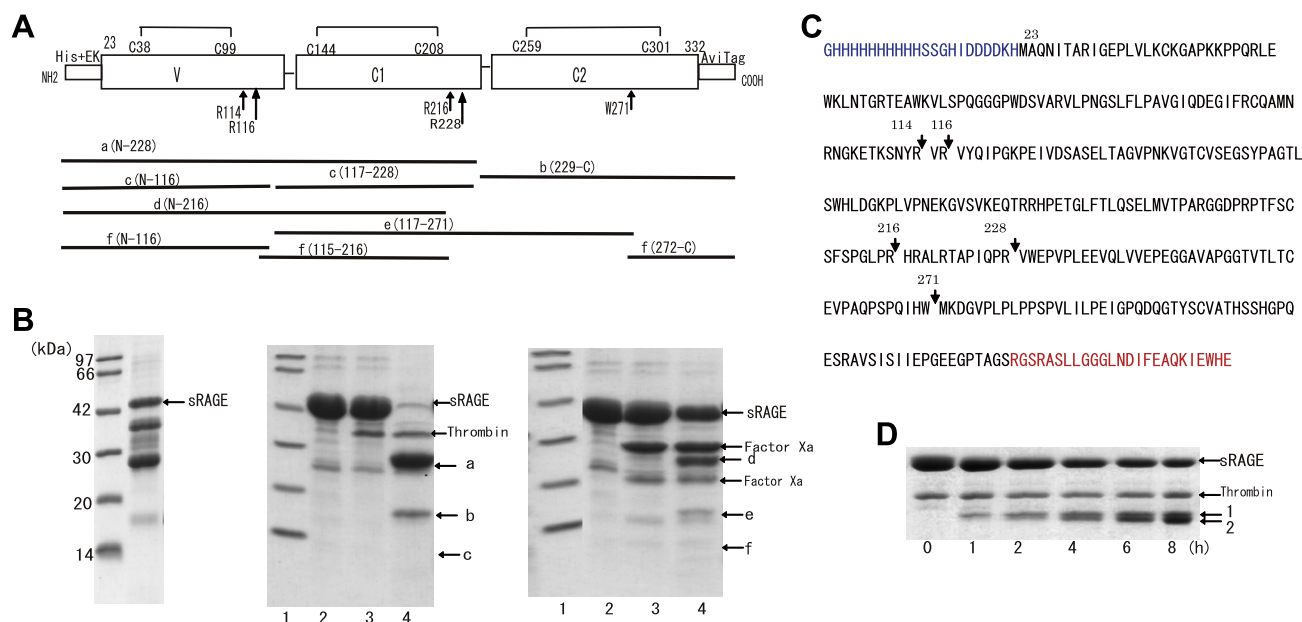 A
23 C38 C99 C144 C208 C259 C301 332
His+EK AviTag
NH2 V C1 C2 COOH
R114 R116 R216 R228 W271
a(N-228)
b(229-C)
c(N-116) c(117-228)
d(N-216)
e(117-271)
f(N-116) f(115-216) f(272-C)
B
(kDa)
97
66
42
30
20
14
sRAGE
sRAGE
Thrombin
a
b
c
1 2 3 4
sRAGE
Factor Xa
d
Factor Xa
e
f
1 2 3 4
C
23
GHHHHHHHHHHSSGHIDDDDKHMAQNITARIGEPLVLKCKGAPKKPPQRLE
WKLNTGRTEAWKVLSPQGGGPWDSVARVLPNGSLFLPAVGIQDEGIFRCQAMN
114 116
RNGKETKSNYR VR VYQIPGKPEIVDSASELTAGVPNKVGTCVSEGSYPAGTL
SWHLDGKPLVPNEKGVSVKEQTRRHPETGLFTLQSELMVTPARGGDPRPTFSC
216 228
SFSPGLPR HRALRTAPIQPR VWEPVPLEEVQLVVEPEGGAVAPGGTVTLTC
271
EVPAQPSPQIHW MKDGVPLPLPPSPVLILPEIGPQDQGTYSCVATHSSHGPQ
ESRAVSISIIEPGEEGPTAGSRGSRASLLGGGLNDIFEAQKIEWHE
D
sRAGE
Thrombin
1
2
0 1 2 4 6 8 (h)